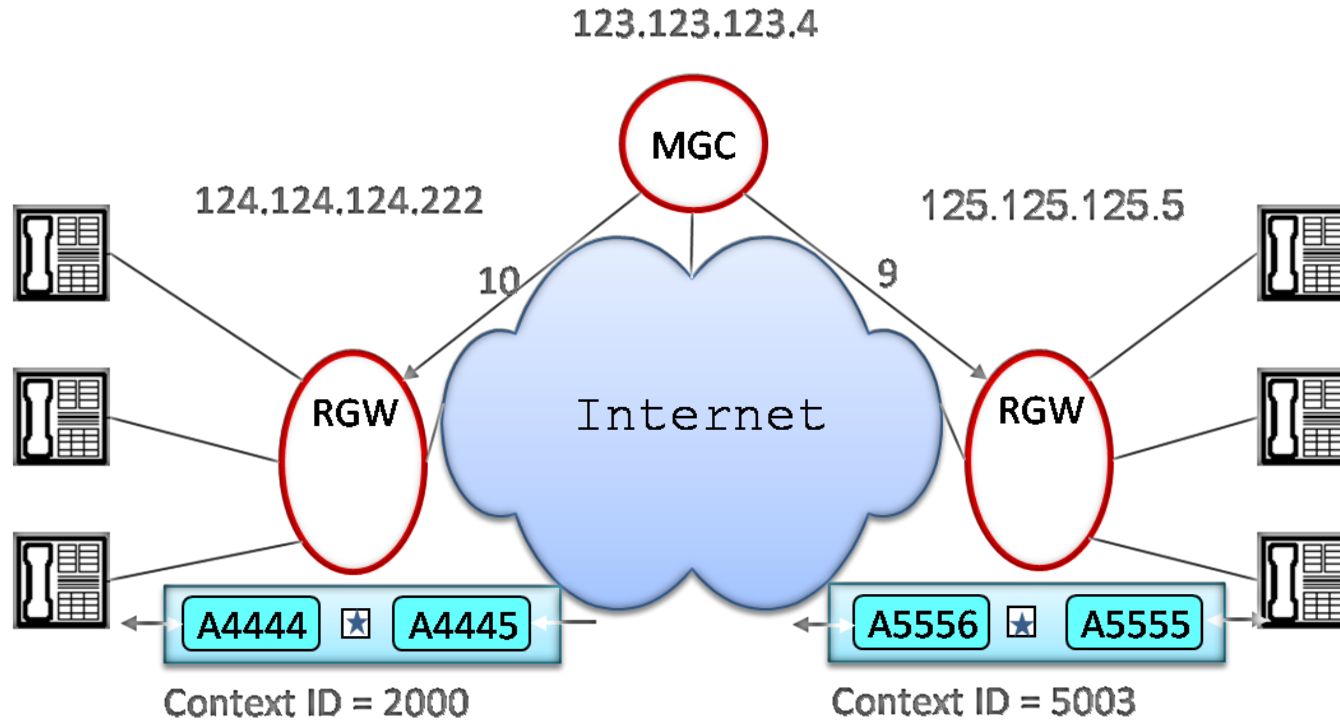 123.123.123.4
MGC
124.124.124.222
125.125.125.5
10
9
RGW
Internet
RGW
A4444
A4445
A5556
A5555
Context ID = 2000
Context ID = 5003